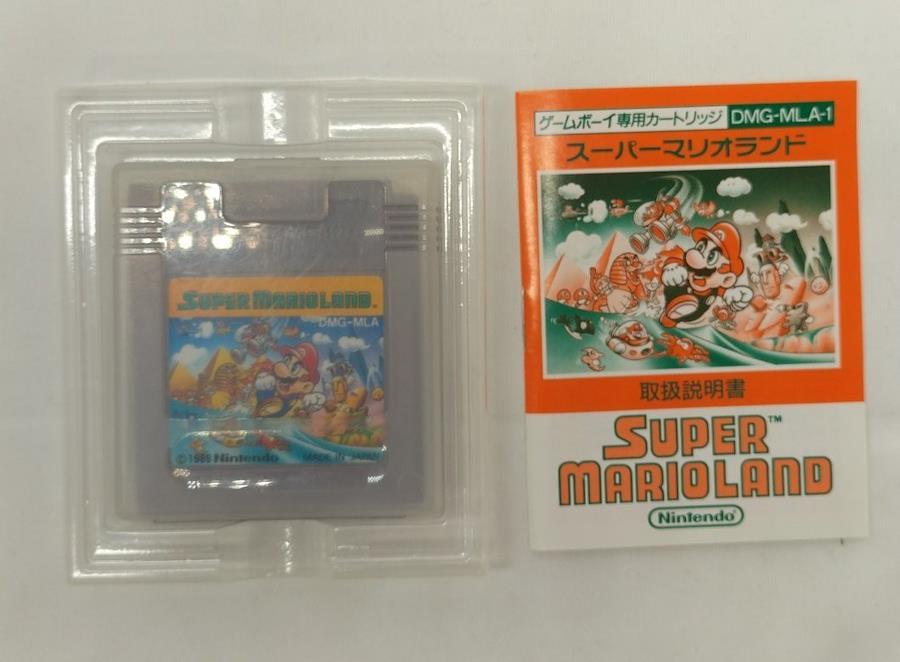 SUPER MARIOLAND™
DMG-MLA
©1989 Nintendo MADE IN JAPAN
ゲームボーイ専用カートリッジ DMG-MLA-1
スーパーマリオランド
取扱説明書
SUPER™
MARIOLAND
Nintendo